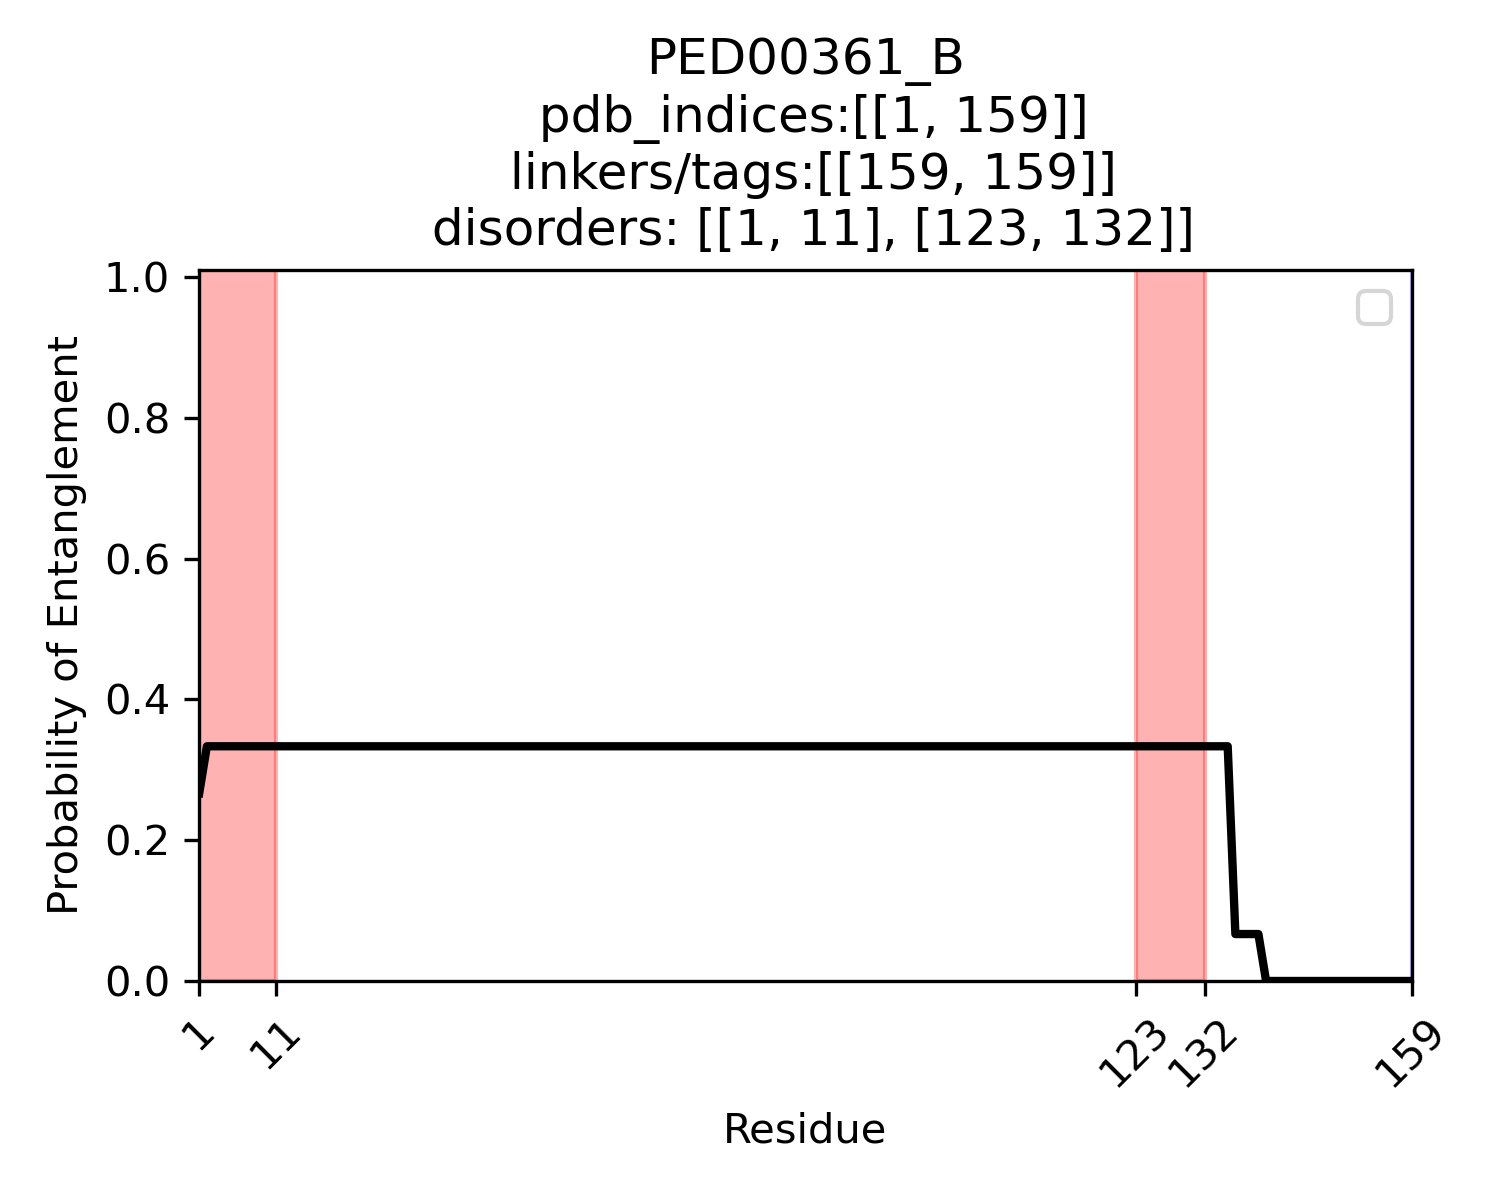 PED00361_B
pdb_indices:[[1, 159]]
linkers/tags:[[159, 159]]
disorders: [[1, 11], [123, 132]]
1.0
0.8
0.6
0.4
0.2
0.0
Probability of Entanglement
1
11
123
132
159
Residue